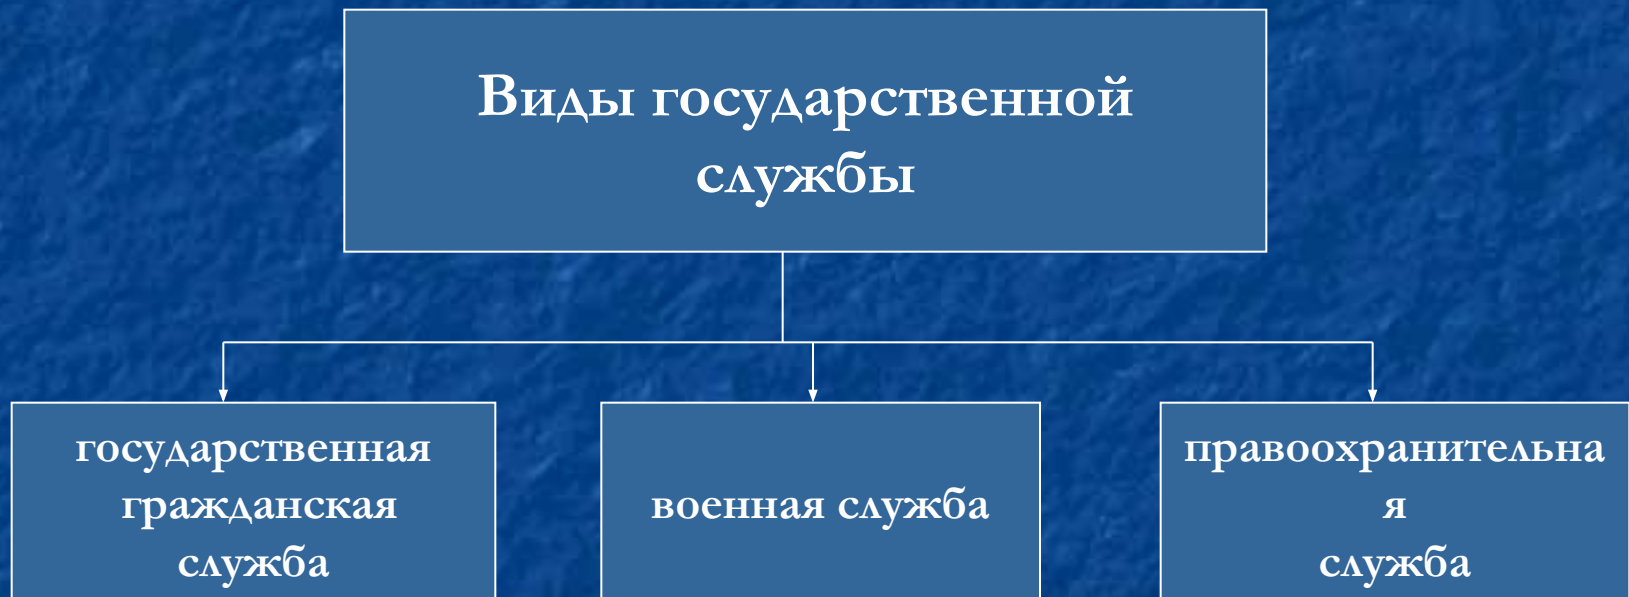 Виды государственной
службы
государственная
гражданская
служба
военная служба
правоохранительна
я
служба